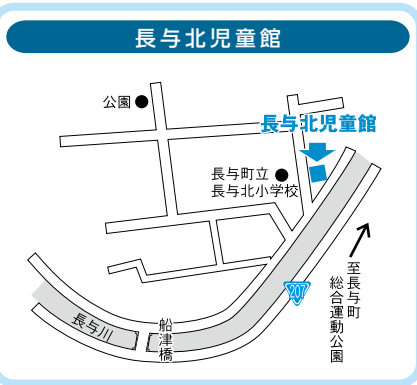 長与北児童館
公園
長与北児童館
長与町立
長与北小学校
207
至長与町
総合運動公園
船津橋
長与川